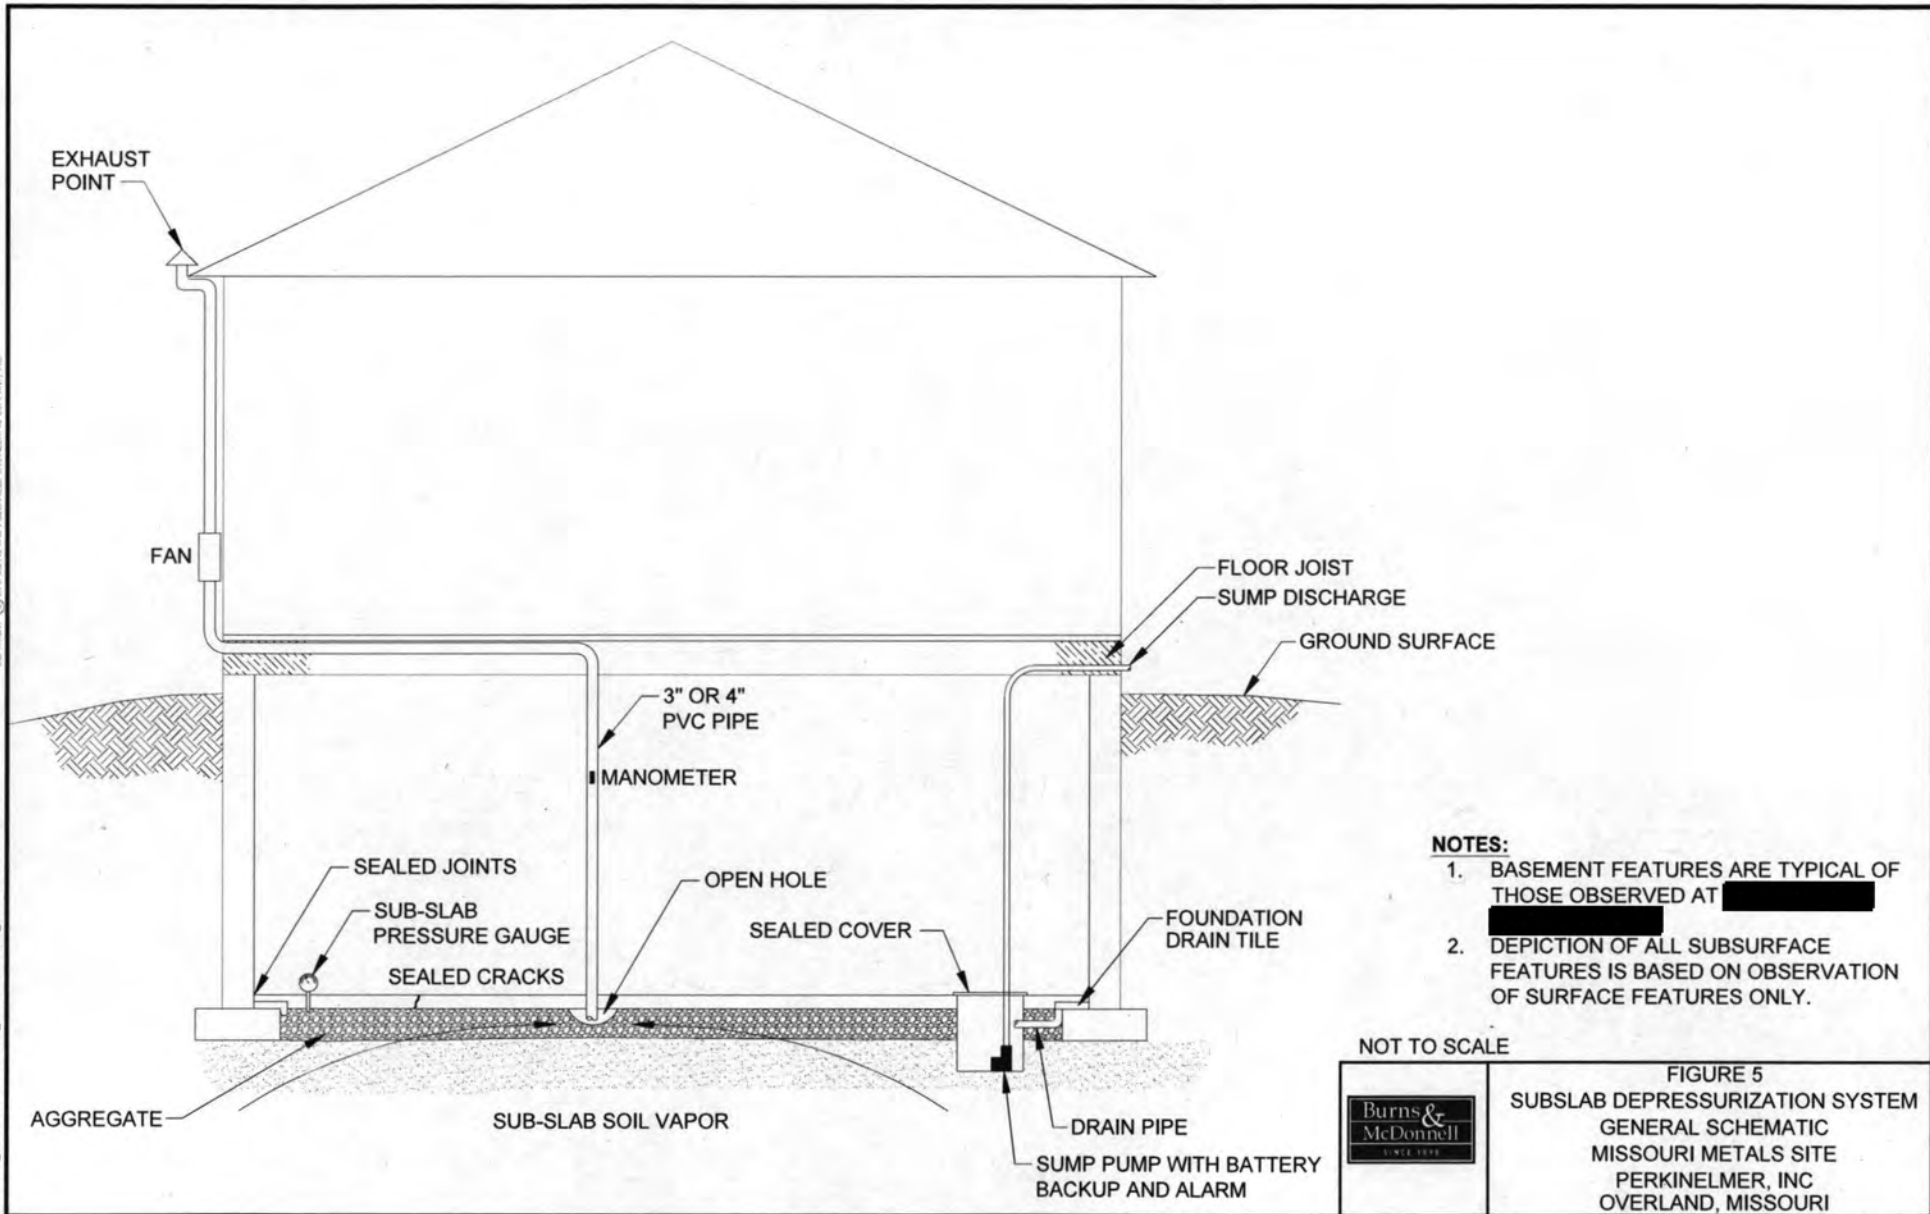 EXHAUST
POINT
FAN
FLOOR JOIST
SUMP DISCHARGE
GROUND SURFACE
3" OR 4"
PVC PIPE
MANOMETER
SEALED JOINTS
SUB-SLAB
PRESSURE GAUGE
SEALED CRACKS
OPEN HOLE
SEALED COVER
FOUNDATION
DRAIN TILE
AGGREGATE
SUB-SLAB SOIL VAPOR
DRAIN PIPE
SUMP PUMP WITH BATTERY
BACKUP AND ALARM
NOTES:
1. BASEMENT FEATURES ARE TYPICAL OF
THOSE OBSERVED AT
2. DEPICTION OF ALL SUBSURFACE
FEATURES IS BASED ON OBSERVATION
OF SURFACE FEATURES ONLY.
NOT TO SCALE
Burns &
McDonnell
SINCE 1898
FIGURE 5
SUBSLAB DEPRESSURIZATION SYSTEM
GENERAL SCHEMATIC
MISSOURI METALS SITE
PERKINELMER, INC
OVERLAND, MISSOURI